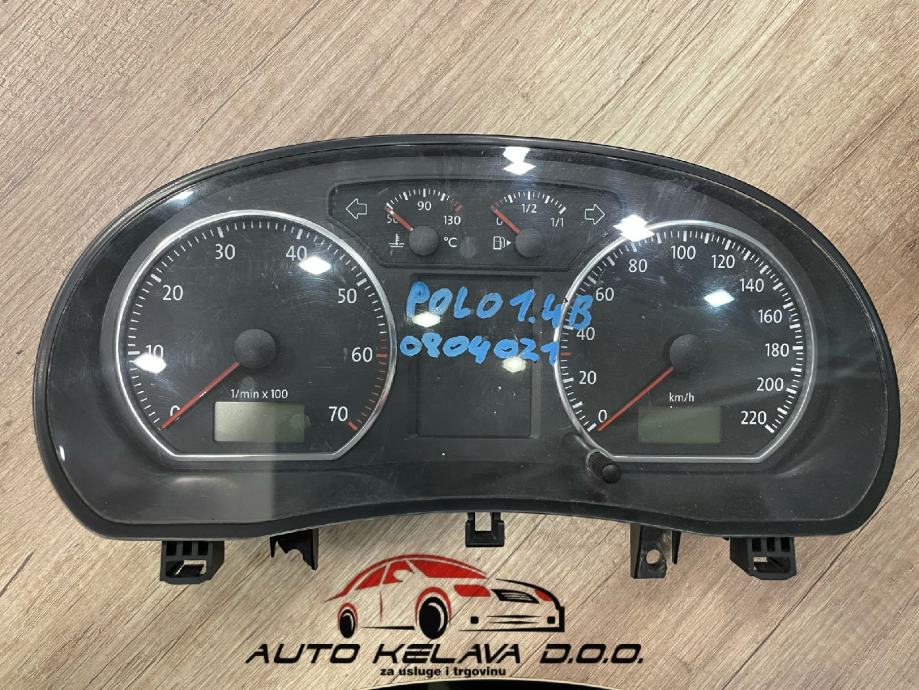 50 90 130 °C
0 1/2 1/1
0 10 20 30 40 50 60 70
1/min x 100
0 20 40 60 80 100 120 140 160 180 200 220
km/h
POLO 1.4B
0804021
AUTO KELAVA D.O.O.
za usluge i trgovinu